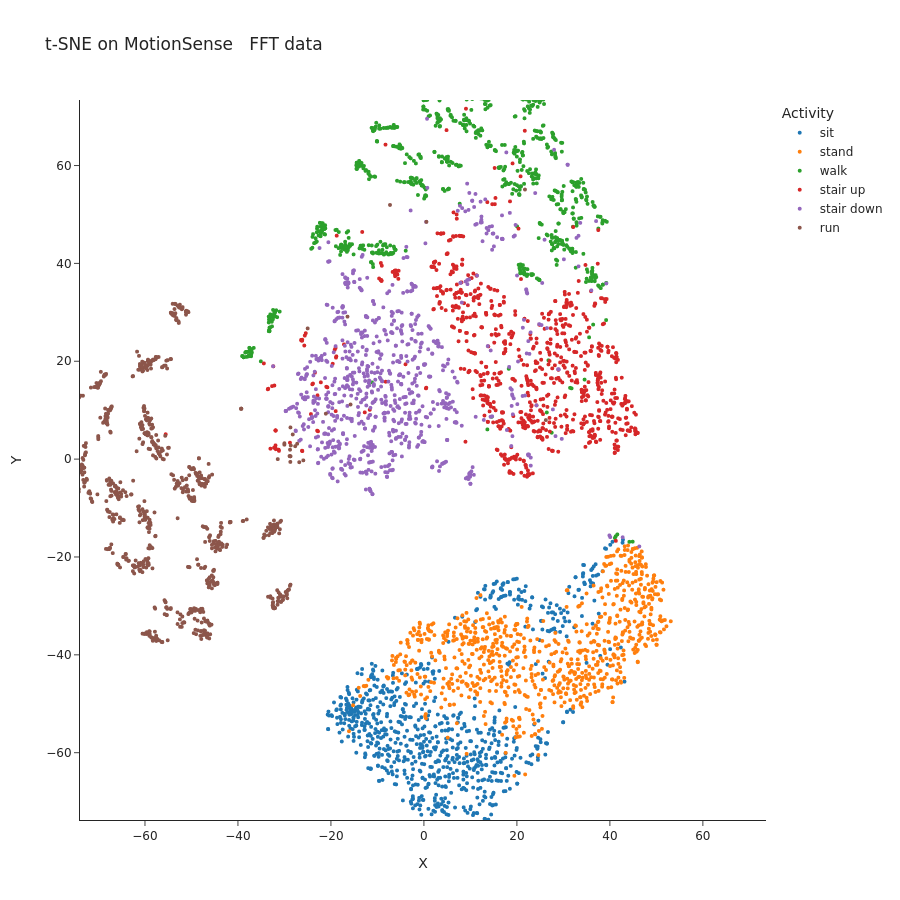 t-SNE on MotionSense   FFT data
Activity
sit
stand
walk
stair up
stair down
run
60
40
20
0
−20
−40
−60
Y
−60
−40
−20
0
20
40
60
X